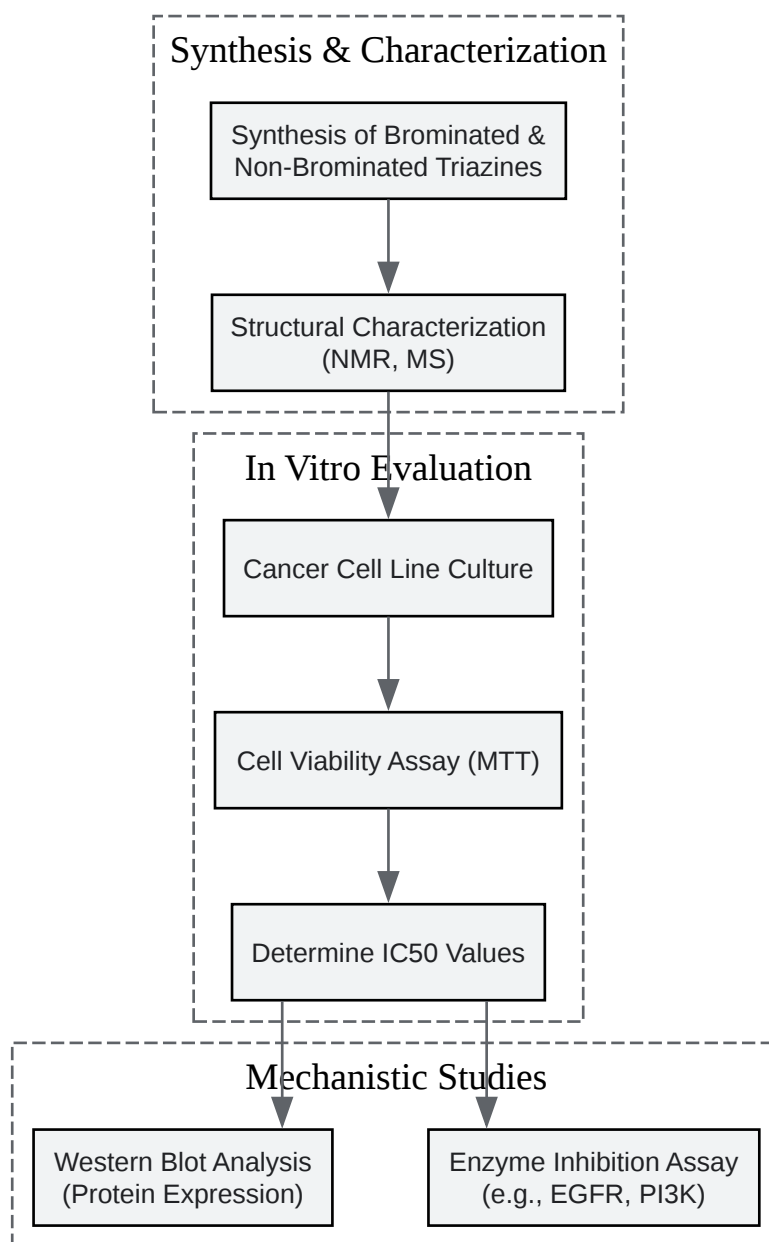 Synthesis & Characterization
Synthesis of Brominated &
Non-Brominated Triazines
Structural Characterization
(NMR, MS)
In Vitro Evaluation
Cancer Cell Line Culture
Cell Viability Assay (MTT)
Determine IC50 Values
Mechanistic Studies
Western Blot Analysis
(Protein Expression)
Enzyme Inhibition Assay
(e.g., EGFR, PI3K)